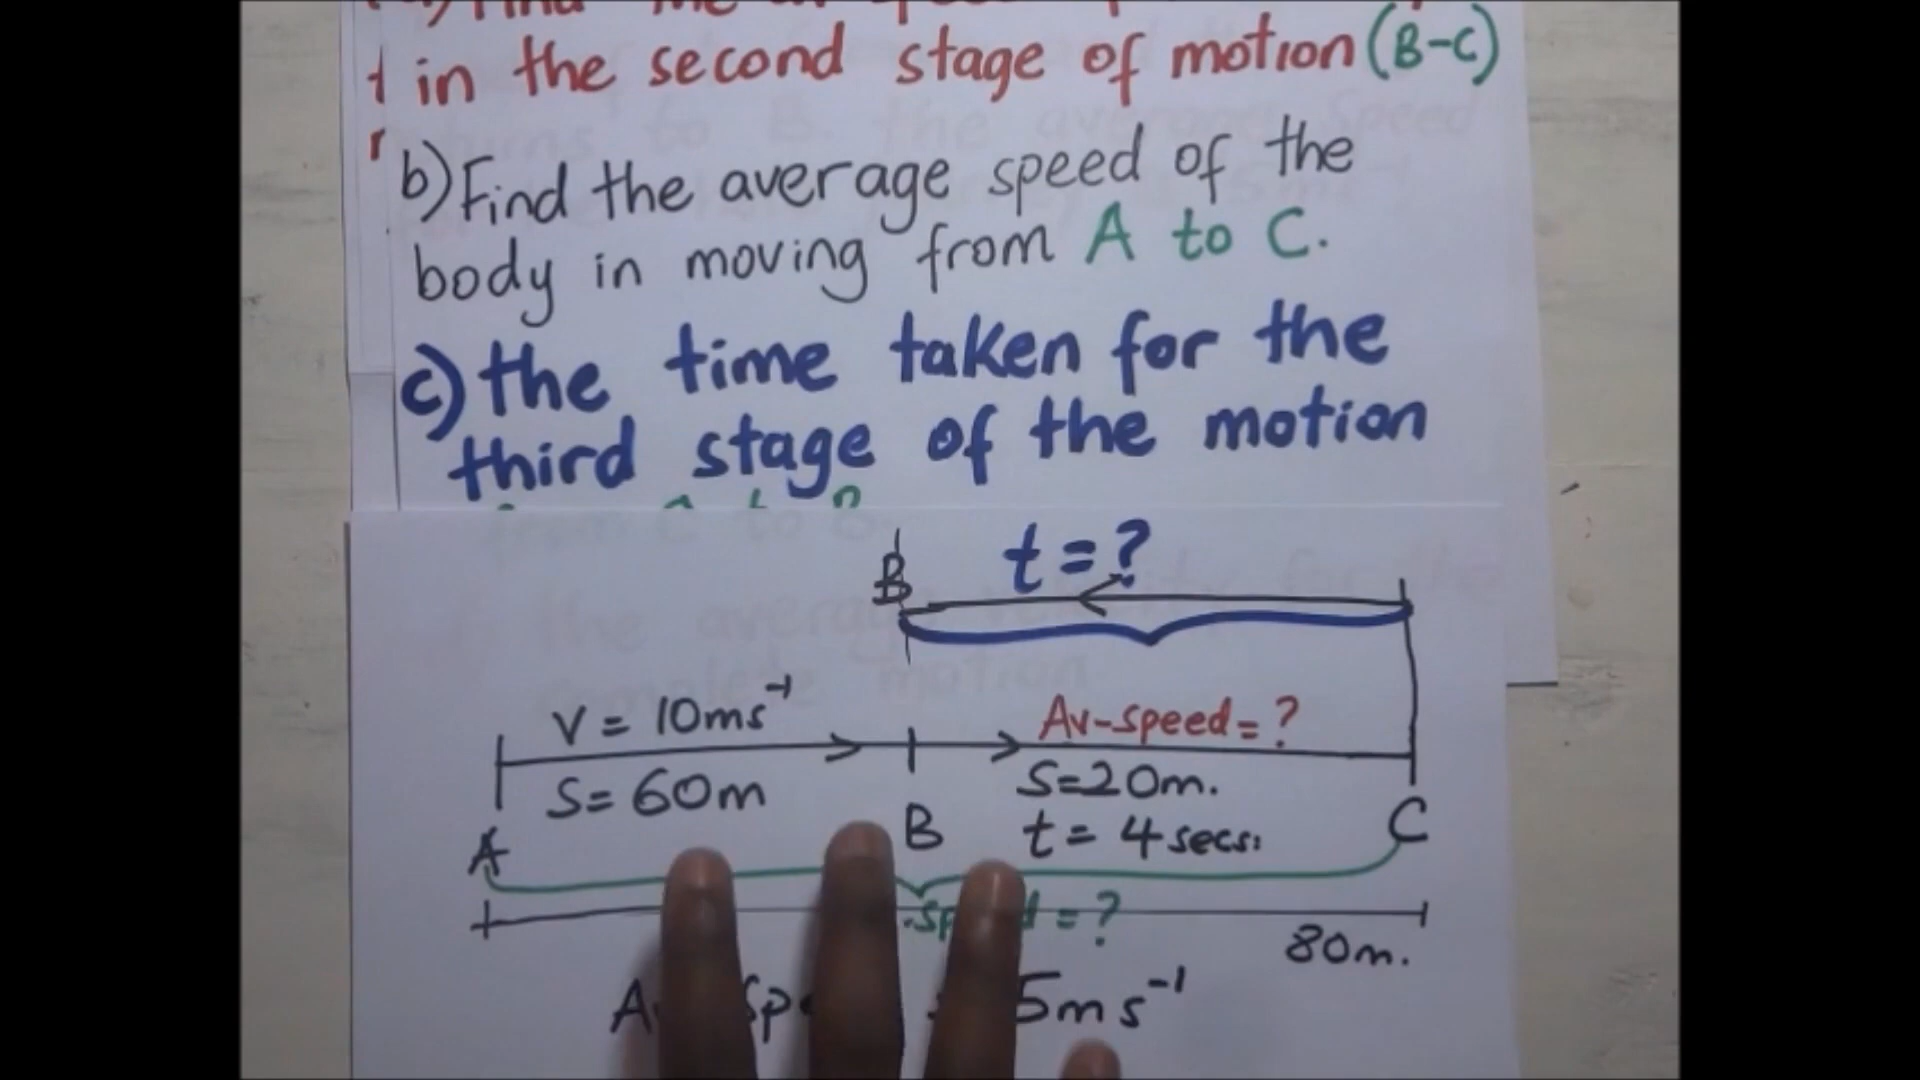 in the second stage of motion (B-C)
b) Find the average speed of the
body in moving from A to C.
c) the time taken for the
third stage of the motion
t = ?
B
V = 10ms⁻¹
Av-speed = ?
S = 60m
S=20m.
t = 4 secs.
A
B
C
= ?
80m.
5ms⁻¹